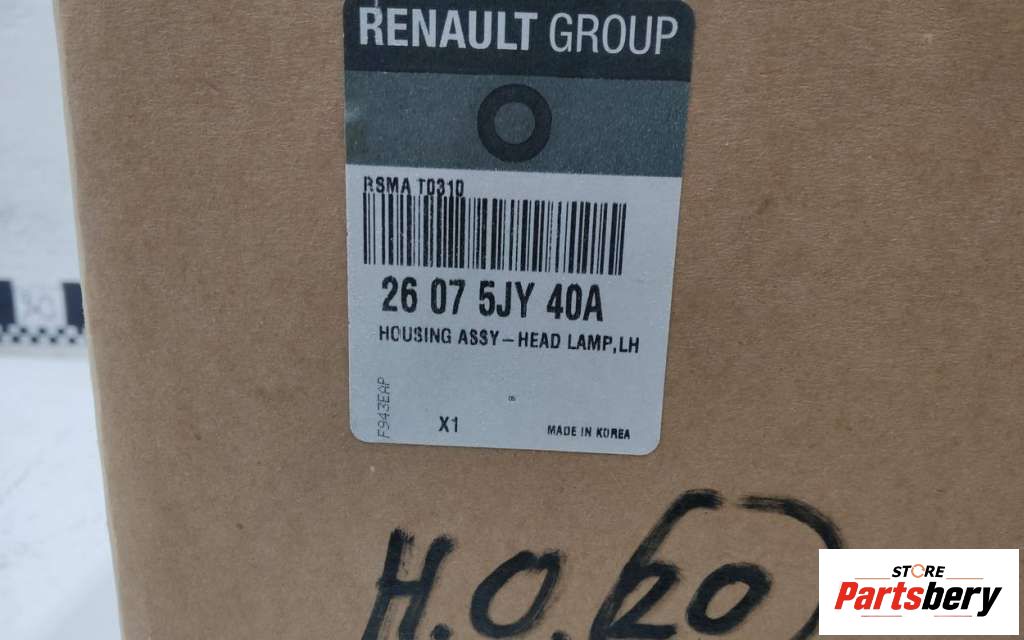 RENAULT GROUP
RSMA T0310
26 07 5JY 40A
HOUSING ASSY-HEAD LAMP,LH
F943EAP
X1
MADE IN KOREA
H.O.
20
STORE
Partsbery